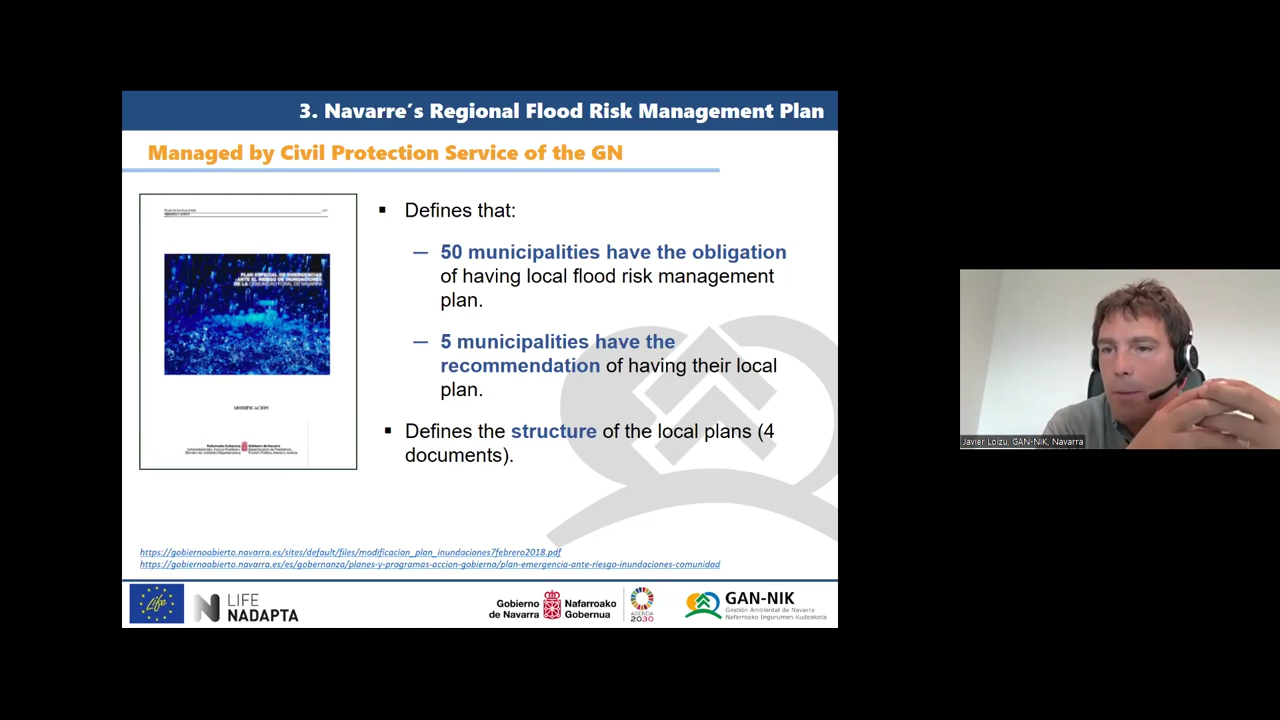 3. Navarre´s Regional Flood Risk Management Plan
Managed by Civil Protection Service of the GN
PLAN ESPECIAL DE EMERGENCIAS
ANTE EL RIESGO DE INUNDACIONES
DE LA COMUNIDAD FORAL DE NAVARRA
MODIFICACION
Gobierno de Navarra
▪ Defines that:
— 50 municipalities have the obligation
of having local flood risk management
plan.
— 5 municipalities have the
recommendation of having their local
plan.
▪ Defines the structure of the local plans (4
documents).
https://gobiernoabierto.navarra.es/sites/default/files/modificacion_plan_inundaciones7febrero2018.pdf
https://gobiernoabierto.navarra.es/es/gobernanza/planes-y-programas-accion-gobierno/plan-emergencia-ante-riesgo-inundaciones-comunidad
Life
LIFE
NADAPTA
Gobierno
de Navarra
Nafarroako
Gobernua
AGENDA
2030
GAN-NIK
Gestión Ambiental de Navarra
Nafarroako Ingurumen Kudeaketa
Javier Loizu, GAN-NIK, Navarra